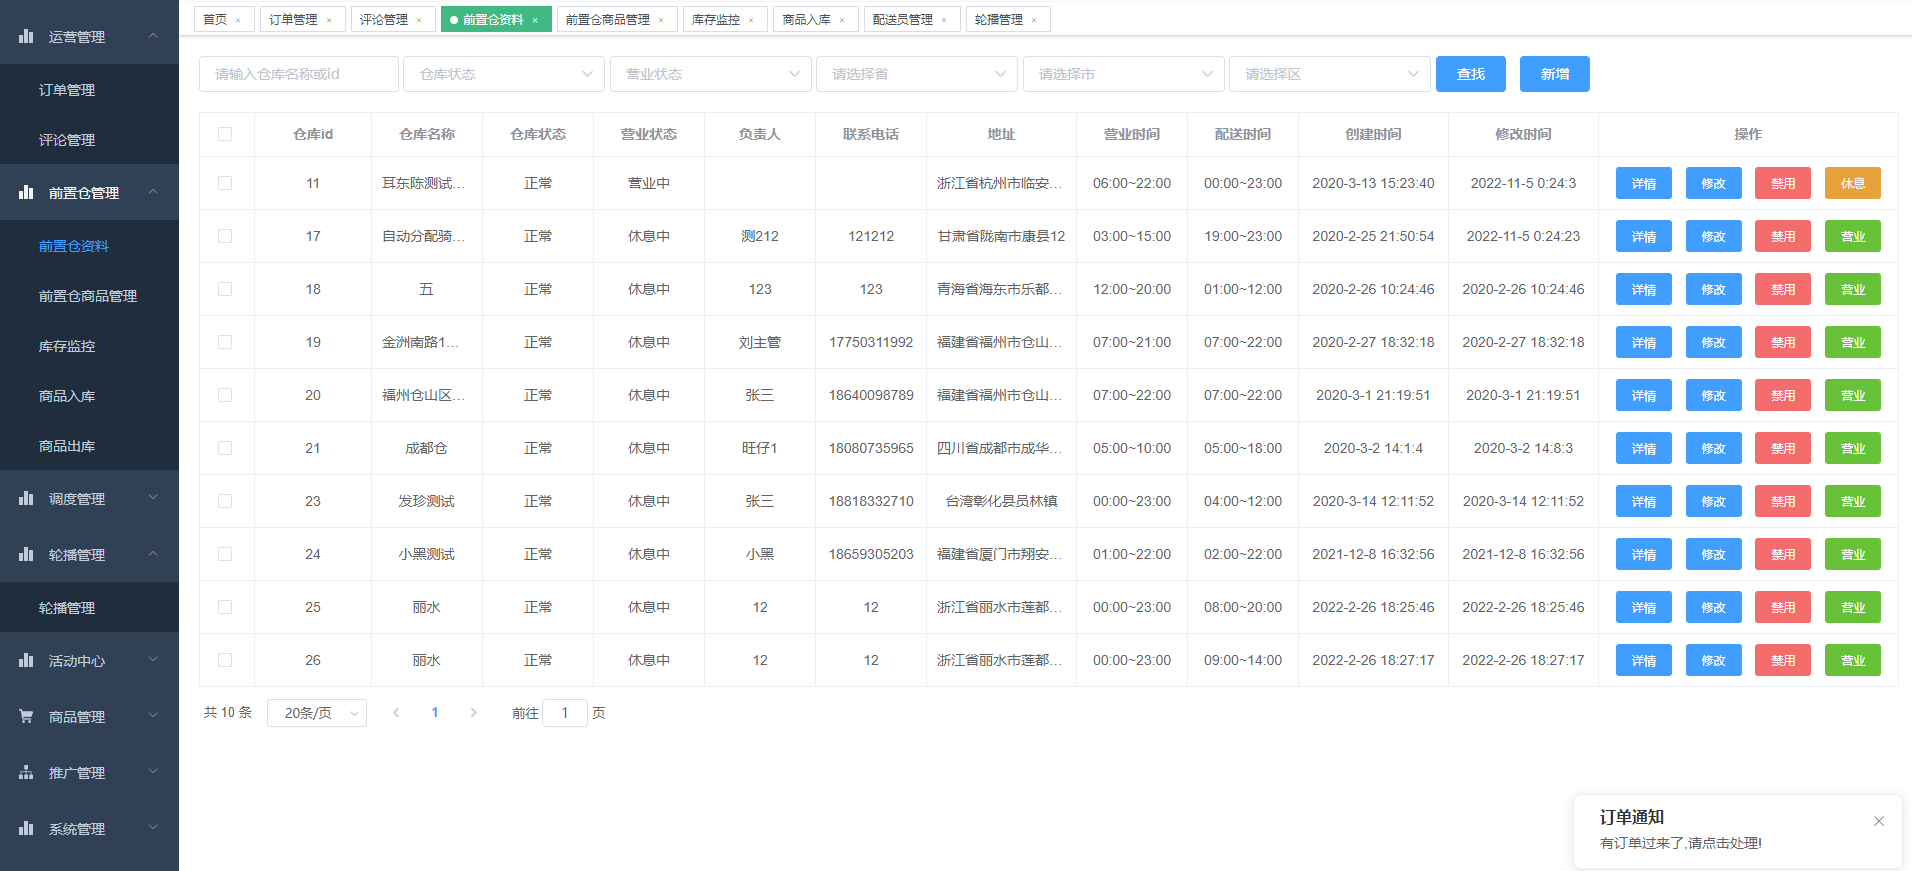 运营管理
订单管理
评论管理
前置仓管理
前置仓资料
前置仓商品管理
库存监控
商品入库
商品出库
调度管理
轮播管理
轮播管理
活动中心
商品管理
推广管理
系统管理
首页 × 订单管理 × 评论管理 × 前置仓资料 × 前置仓商品管理 × 库存监控 × 商品入库 × 配送员管理 × 轮播管理 ×
请输入仓库名称或id 仓库状态 营业状态 请选择省 请选择市 请选择区 查找 新增
仓库id 仓库名称 仓库状态 营业状态 负责人 联系电话 地址 营业时间 配送时间 创建时间 修改时间 操作
11 耳东陈测试... 正常 营业中 浙江省杭州市临安... 06:00~22:00 00:00~23:00 2020-3-13 15:23:40 2022-11-5 0:24:3 详情 修改 禁用 休息
17 自动分配骑... 正常 休息中 测212 121212 甘肃省陇南市康县12 03:00~15:00 19:00~23:00 2020-2-25 21:50:54 2022-11-5 0:24:23 详情 修改 禁用 营业
18 五 正常 休息中 123 123 青海省海东市乐都... 12:00~20:00 01:00~12:00 2020-2-26 10:24:46 2020-2-26 10:24:46 详情 修改 禁用 营业
19 金洲南路1... 正常 休息中 刘主管 17750311992 福建省福州市仓山... 07:00~21:00 07:00~22:00 2020-2-27 18:32:18 2020-2-27 18:32:18 详情 修改 禁用 营业
20 福州仓山区... 正常 休息中 张三 18640098789 福建省福州市仓山... 07:00~22:00 07:00~22:00 2020-3-1 21:19:51 2020-3-1 21:19:51 详情 修改 禁用 营业
21 成都仓 正常 休息中 旺仔1 18080735965 四川省成都市成华... 05:00~10:00 05:00~18:00 2020-3-2 14:1:4 2020-3-2 14:8:3 详情 修改 禁用 营业
23 发珍测试 正常 休息中 张三 18818332710 台湾彰化县员林镇 00:00~23:00 04:00~12:00 2020-3-14 12:11:52 2020-3-14 12:11:52 详情 修改 禁用 营业
24 小黑测试 正常 休息中 小黑 18659305203 福建省厦门市翔安... 01:00~22:00 02:00~22:00 2021-12-8 16:32:56 2021-12-8 16:32:56 详情 修改 禁用 营业
25 丽水 正常 休息中 12 12 浙江省丽水市莲都... 00:00~23:00 08:00~20:00 2022-2-26 18:25:46 2022-2-26 18:25:46 详情 修改 禁用 营业
26 丽水 正常 休息中 12 12 浙江省丽水市莲都... 00:00~23:00 09:00~14:00 2022-2-26 18:27:17 2022-2-26 18:27:17 详情 修改 禁用 营业
共 10 条 20条/页 1 前往 1 页
订单通知
有订单过来了,请点击处理!